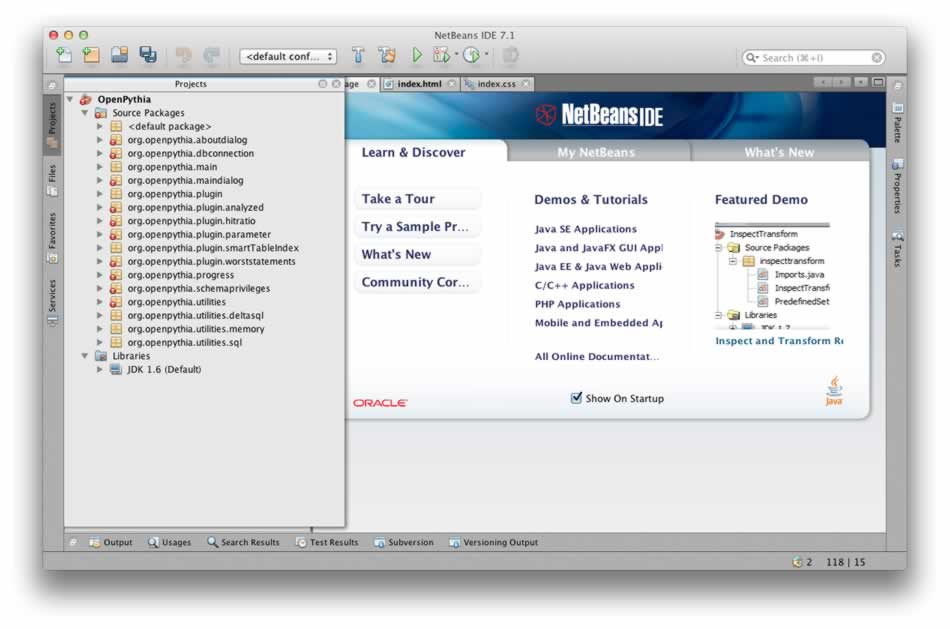 NetBeans IDE 7.1
<default conf...
Search (⌘+I)
Projects
age
index.html
index.css
Projects
Files
Favorites
Services
OpenPythia
Source Packages
<default package>
org.openpythia.aboutdialog
org.openpythia.dbconnection
org.openpythia.main
org.openpythia.maindialog
org.openpythia.plugin
org.openpythia.plugin.analyzed
org.openpythia.plugin.hitratio
org.openpythia.plugin.parameter
org.openpythia.plugin.smartTableIndex
org.openpythia.plugin.worststatements
org.openpythia.progress
org.openpythia.schemaprivileges
org.openpythia.utilities
org.openpythia.utilities.deltasql
org.openpythia.utilities.memory
org.openpythia.utilities.sql
Libraries
JDK 1.6 (Default)
NetBeans IDE
Learn & Discover
My NetBeans
What's New
Take a Tour
Try a Sample Pr...
What's New
Community Cor...
Demos & Tutorials
Java SE Applications
Java and JavaFX GUI Appl
Java EE & Java Web Appli
C/C++ Applications
PHP Applications
Mobile and Embedded Ap
All Online Documentat...
Featured Demo
InspectTransform
Source Packages
inspecttransform
Imports.java
InspectTransf
PredefinedSet
Libraries
JDK 1.7
Inspect and Transform Re
ORACLE
Show On Startup
Java
Palette
Properties
Tasks
Output
Usages
Search Results
Test Results
Subversion
Versioning Output
2
118 | 15